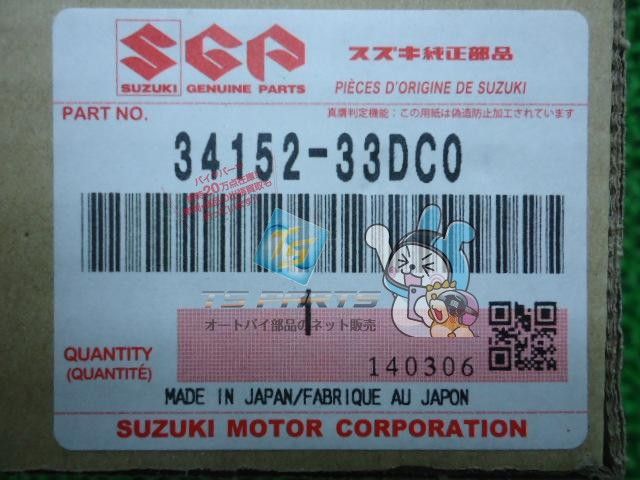 SGP
スズキ純正部品
SUZUKI
GENUINE PARTS
PIÈCES D'ORIGINE DE SUZUKI
PART NO.
真贋判定機能：この用紙は偽造防止加工されています
34152-33DC0
TS
TS PARTS
オートバイ部品のネット販売
1
QUANTITY
(QUANTITÉ)
140306
MADE IN JAPAN/FABRIQUE AU JAPON
SUZUKI MOTOR CORPORATION